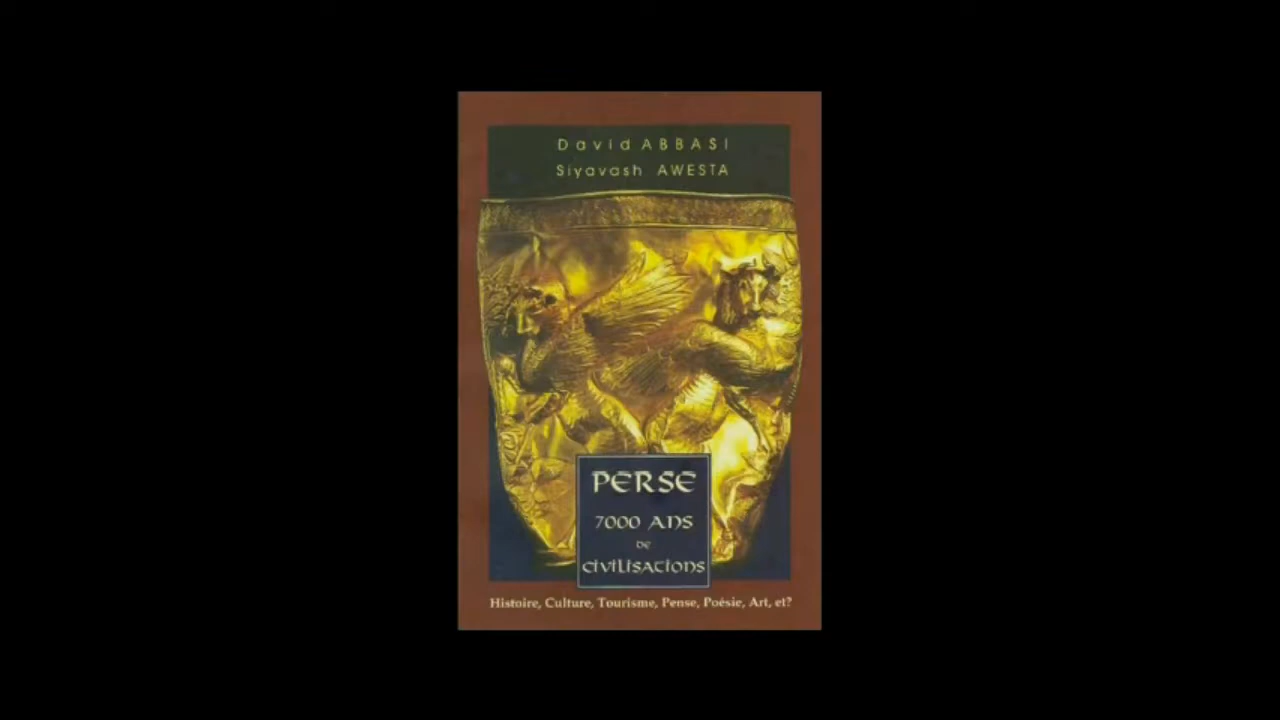 David ABBASI
Siyavash AWESTA
PERSE
7000 ANS
DE
CIVILISATIONS
Histoire, Culture, Tourisme, Pense, Poésie, Art, et?